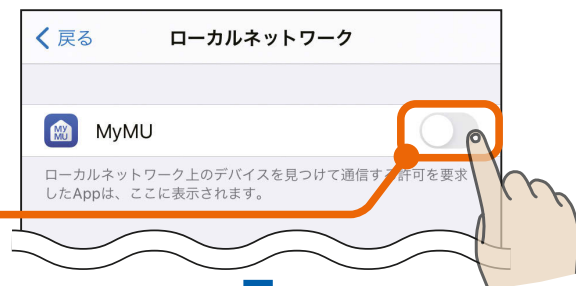 戻る
ローカルネットワーク
MY
MU
MyMU
ローカルネットワーク上のデバイスを見つけて通信する許可を要求
したAppは、ここに表示されます。